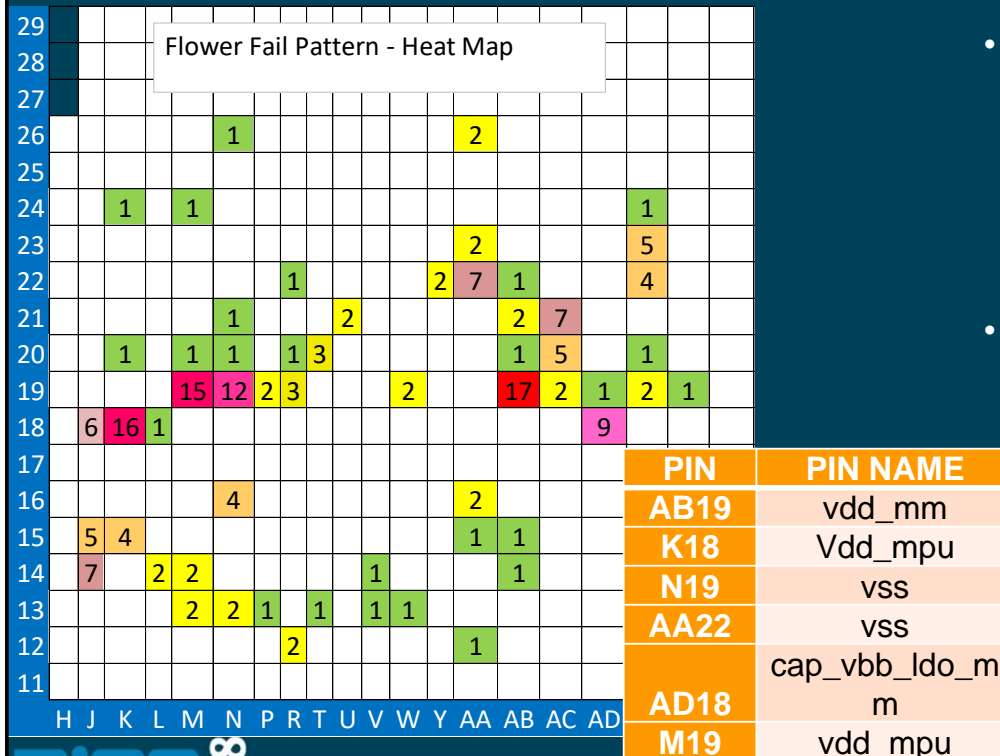 Flower Fail Pattern - Heat Map
29
28
27
26 1 2
25
24 1 1 1
23 2 5
22 1 2 7 1 4
21 1 2 2 7
20 1 1 1 1 3 1 5 1
19 15 12 2 3 2 17 2 1 2 1
18 6 16 1 9
17
16 4 2
15 5 4 1 1
14 7 2 2 1 1
13 2 2 1 1 1 1
12 2 1
11
H J K L M N P R T U V W Y AA AB AC AD
PIN PIN NAME
AB19 vdd_mm
K18 Vdd_mpu
N19 vss
AA22 vss
AD18 cap_vbb_ldo_m
m
M19 vdd_mpu